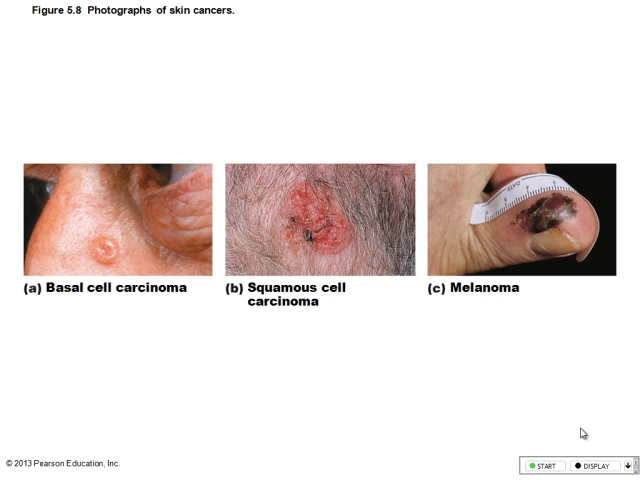 Figure 5.8 Photographs of skin cancers.
(a) Basal cell carcinoma
(b) Squamous cell
carcinoma
(c) Melanoma
© 2013 Pearson Education, Inc.
START
DISPLAY